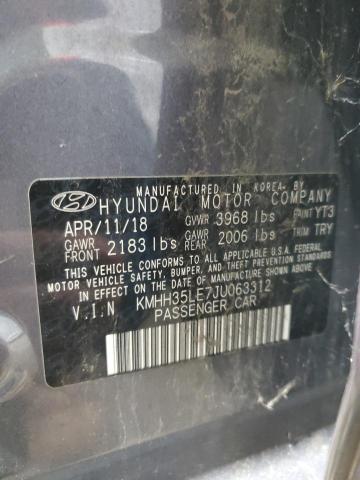 MANUFACTURED IN KOREA BY
HYUNDAI MOTOR COMPANY
APR/11/18 GVWR 3968 lbs PAINT YT3
GAWR FRONT 2183 lbs GAWR REAR 2006 lbs TRIM TRY
THIS VEHICLE CONFORMS TO ALL APPLICABLE U.S.A. FEDERAL
MOTOR VEHICLE SAFETY, BUMPER, AND THEFT PREVENTION
STANDARDS IN EFFECT ON THE DATE OF MANUFACTURE
SHOWN ABOVE.
V.I.N KMHH35LE7JU063312
PASSENGER CAR